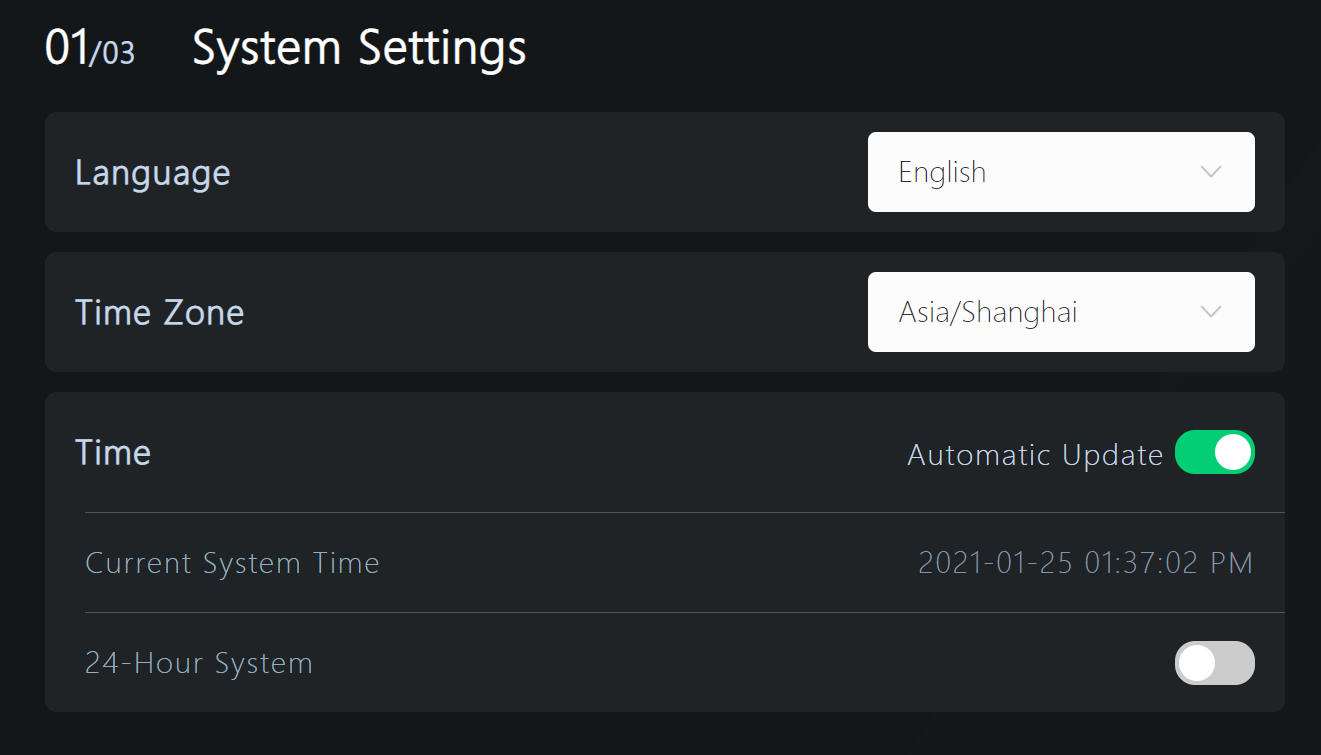 01/03 System Settings
Language English
Time Zone Asia/Shanghai
Time Automatic Update
Current System Time 2021-01-25 01:37:02 PM
24-Hour System